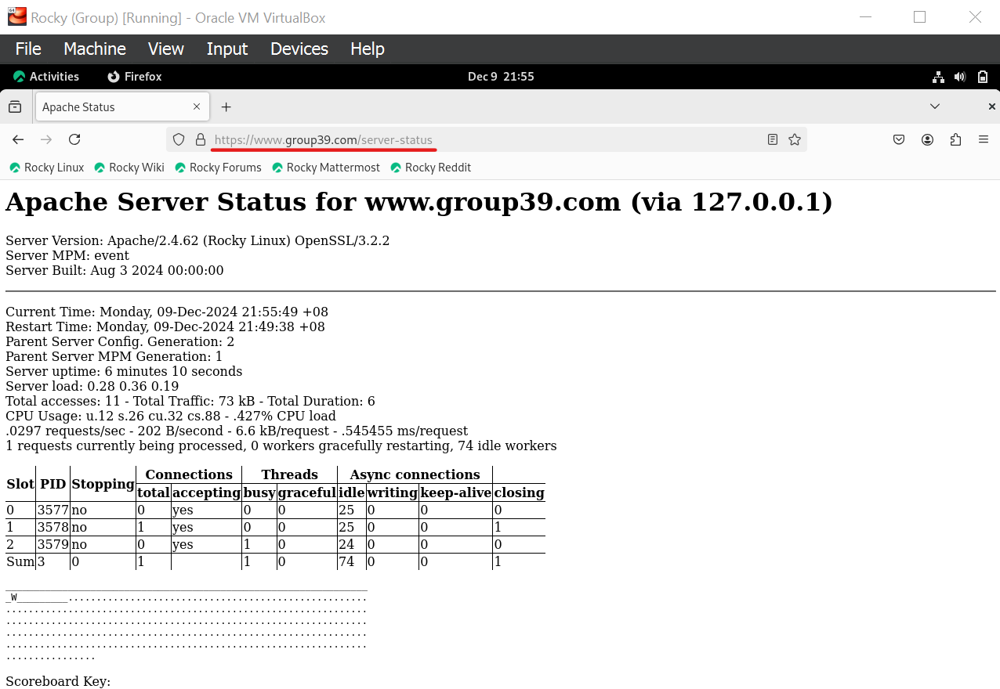 Rocky (Group) [Running] - Oracle VM VirtualBox
File Machine View Input Devices Help
Activities Firefox Dec 9 21:55
Apache Status
https://www.group39.com/server-status
Rocky Linux Rocky Wiki Rocky Forums Rocky Mattermost Rocky Reddit
Apache Server Status for www.group39.com (via 127.0.0.1)
Server Version: Apache/2.4.62 (Rocky Linux) OpenSSL/3.2.2
Server MPM: event
Server Built: Aug 3 2024 00:00:00
Current Time: Monday, 09-Dec-2024 21:55:49 +08
Restart Time: Monday, 09-Dec-2024 21:49:38 +08
Parent Server Config. Generation: 2
Parent Server MPM Generation: 1
Server uptime: 6 minutes 10 seconds
Server load: 0.28 0.36 0.19
Total accesses: 11 - Total Traffic: 73 kB - Total Duration: 6
CPU Usage: u.12 s.26 cu.32 cs.88 - .427% CPU load
.0297 requests/sec - 202 B/second - 6.6 kB/request - .545455 ms/request
1 requests currently being processed, 0 workers gracefully restarting, 74 idle workers
Slot PID Stopping Connections Threads Async connections
total accepting busy graceful idle writing keep-alive closing
0 3577 no 0 yes 0 0 25 0 0 0
1 3578 no 1 yes 0 0 25 0 0 1
2 3579 no 0 yes 1 0 24 0 0 0
Sum 3 0 1 1 0 74 0 0 1
________________________________________________________________
_W_________.....................................................
................................................................
................................................................
................................................................
................................................................
................
Scoreboard Key: